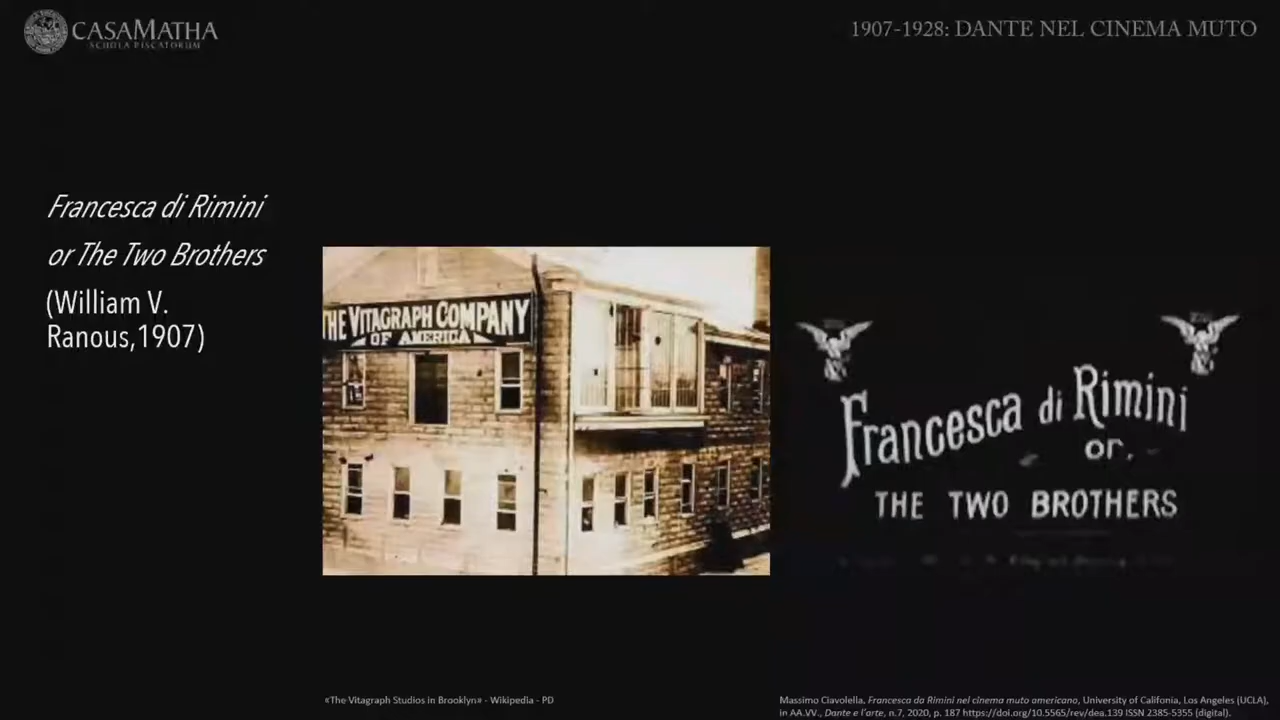 CASAMATHA
SCHOLA PISCATORUM
1907-1928: DANTE NEL CINEMA MUTO
Francesca di Rimini
or The Two Brothers
(William V.
Ranous,1907)
THE VITAGRAPH COMPANY
OF AMERICA
Francesca di Rimini
or,
THE TWO BROTHERS
«The Vitagraph Studios in Brooklyn» - Wikipedia - PD
Massimo Ciavolella, Francesca da Rimini nel cinema muto americano, University of Califonia, Los Angeles (UCLA),
in AA.VV., Dante e l'arte, n.7, 2020, p. 187 https://doi.org/10.5565/rev/dea.139 ISSN 2385-5355 (digital).